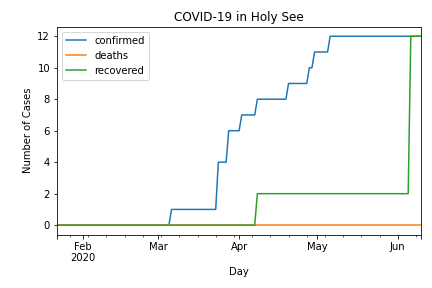 COVID-19 in Holy See
confirmed
deaths
recovered
Number of Cases
12
10
8
6
4
2
0
Feb
2020
Mar
Apr
May
Jun
Day